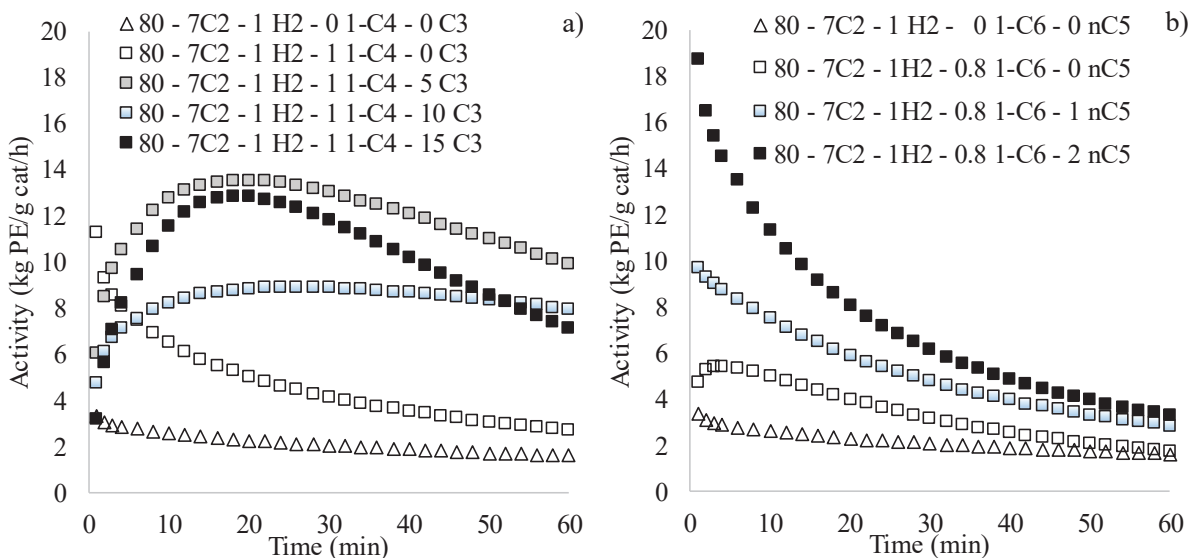 80 - 7C2 - 1 H2 - 0 1-C4 - 0 C3
80 - 7C2 - 1 H2 - 1 1-C4 - 0 C3
80 - 7C2 - 1 H2 - 1 1-C4 - 5 C3
80 - 7C2 - 1 H2 - 1 1-C4 - 10 C3
80 - 7C2 - 1 H2 - 1 1-C4 - 15 C3
a)
Activity (kg PE/g cat/h)
20
18
16
14
12
10
8
6
4
2
0
0 10 20 30 40 50 60
Time (min)
80 - 7C2 - 1 H2 - 0 1-C6 - 0 nC5
80 - 7C2 - 1H2 - 0.8 1-C6 - 0 nC5
80 - 7C2 - 1H2 - 0.8 1-C6 - 1 nC5
80 - 7C2 - 1H2 - 0.8 1-C6 - 2 nC5
b)
Activity (kg PE/g cat/h)
20
18
16
14
12
10
8
6
4
2
0
0 10 20 30 40 50 60
Time (min)